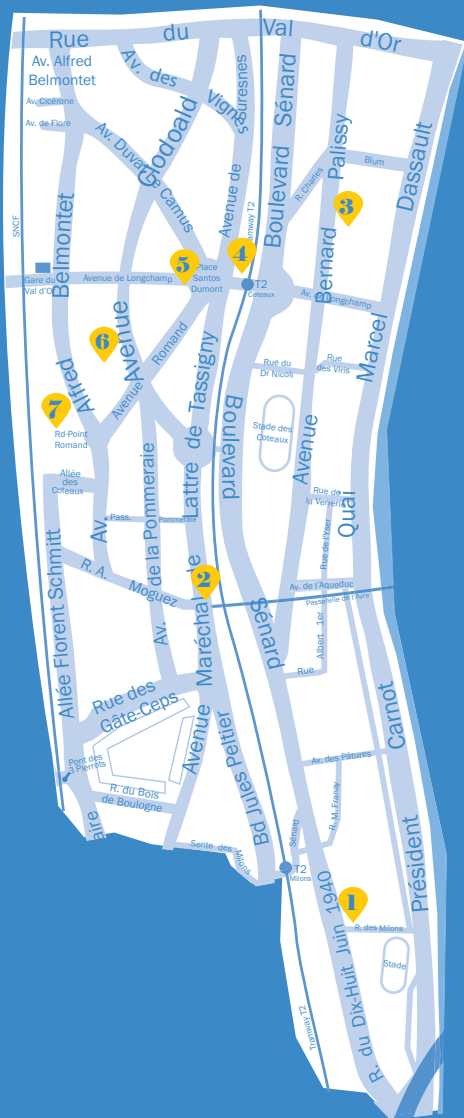 Rue du Val d'Or
Av. Alfred
Belmontet
Av. des Vignes
Suresnes
Av. Cicérone
Av. de Flore
Av. Duval Le Camus
Clodoald
Avenue de
Boulevard Sénard
R. Charles
Blum
Palissy
Dassault
3
SNCF
Belmontet
Tramway T2
Bernard
4
5
Place
Santos
Dumont
Gare du
Val d'Or
Avenue de Longchamp
T2
Coteaux
Av. de Longchamp
Marcel
6
Avenue
Romand
Avenue
Alfred
7
Rd-Point
Romand
Lattre de Tassigny
Rue du
Dr Nicoli
Rue
des Viris
Boulevard
Stade des
Coteaux
Avenue
Allée
des
Coteaux
Av.
Pass.
Pommeraie
de la Pommeraie
Rue de
la Verrerie
Quai
Rue de l'Yser
Allée Florent Schmitt
R. A. Moguez
2
Maréchal de
Av. de l'Aqueduc
Passerelle de l'Avre
Av.
Sénard
Albert 1er
Rue
Rue des
Gâte-Ceps
Avenue
Bd Jules Peltier
Carnot
Av. des Pâtures
Pont des
3 Pierrots
R. du Bois
de Boulogne
aire
Sente des Milons
Sénard
R. M. Franay
T2
Milons
Président
1
R. des Milons
Stade
R. du Dix-Huit Juin 1940
Tramway T2